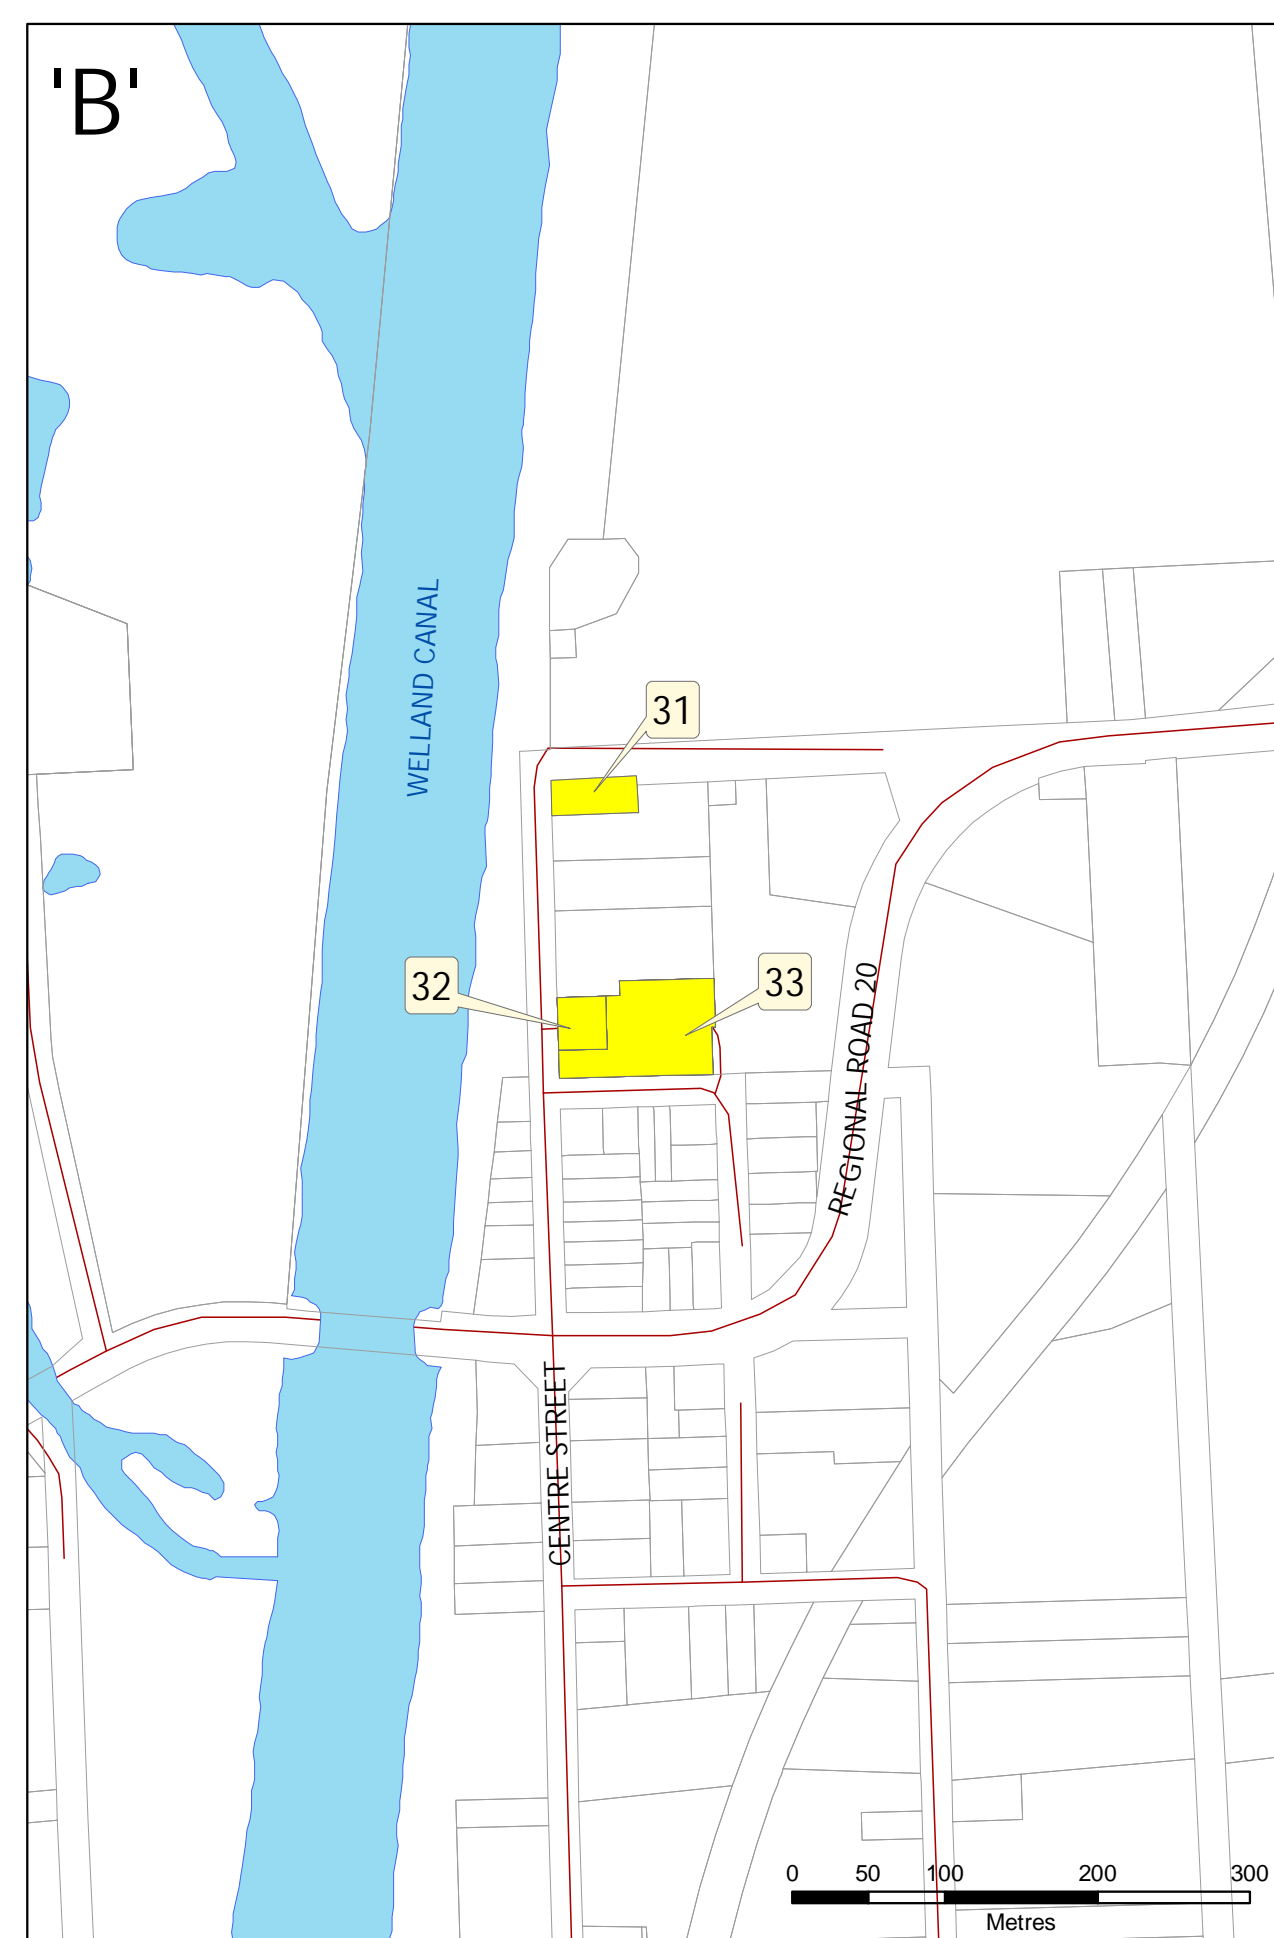 'B'
WELLAND CANAL
31
32
33
REGIONAL ROAD 20
CENTRE STREET
0 50 100 200 300
Metres